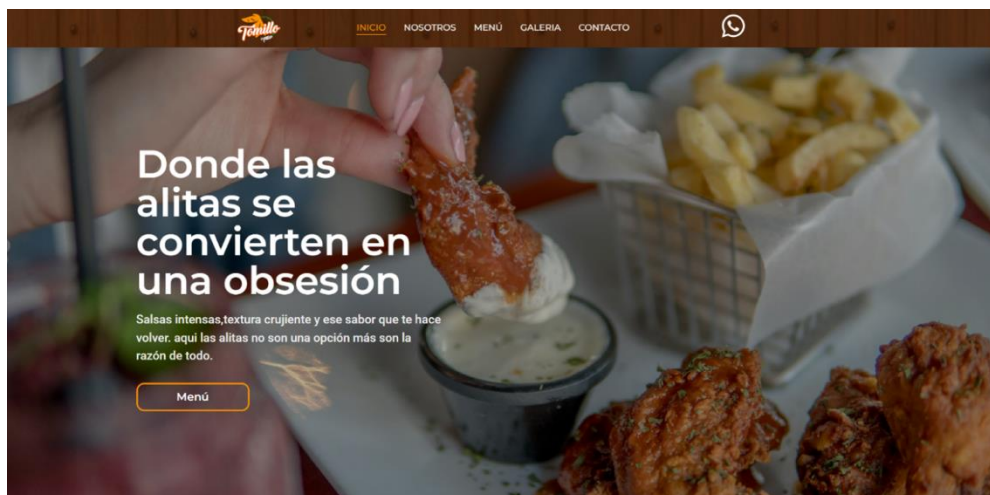 Tomillo
INICIO NOSOTROS MENÚ GALERIA CONTACTO
Donde las
alitas se
convierten en
una obsesión
Salsas intensas,textura crujiente y ese sabor que te hace
volver. aqui las alitas no son una opción más son la
razón de todo.
Menú